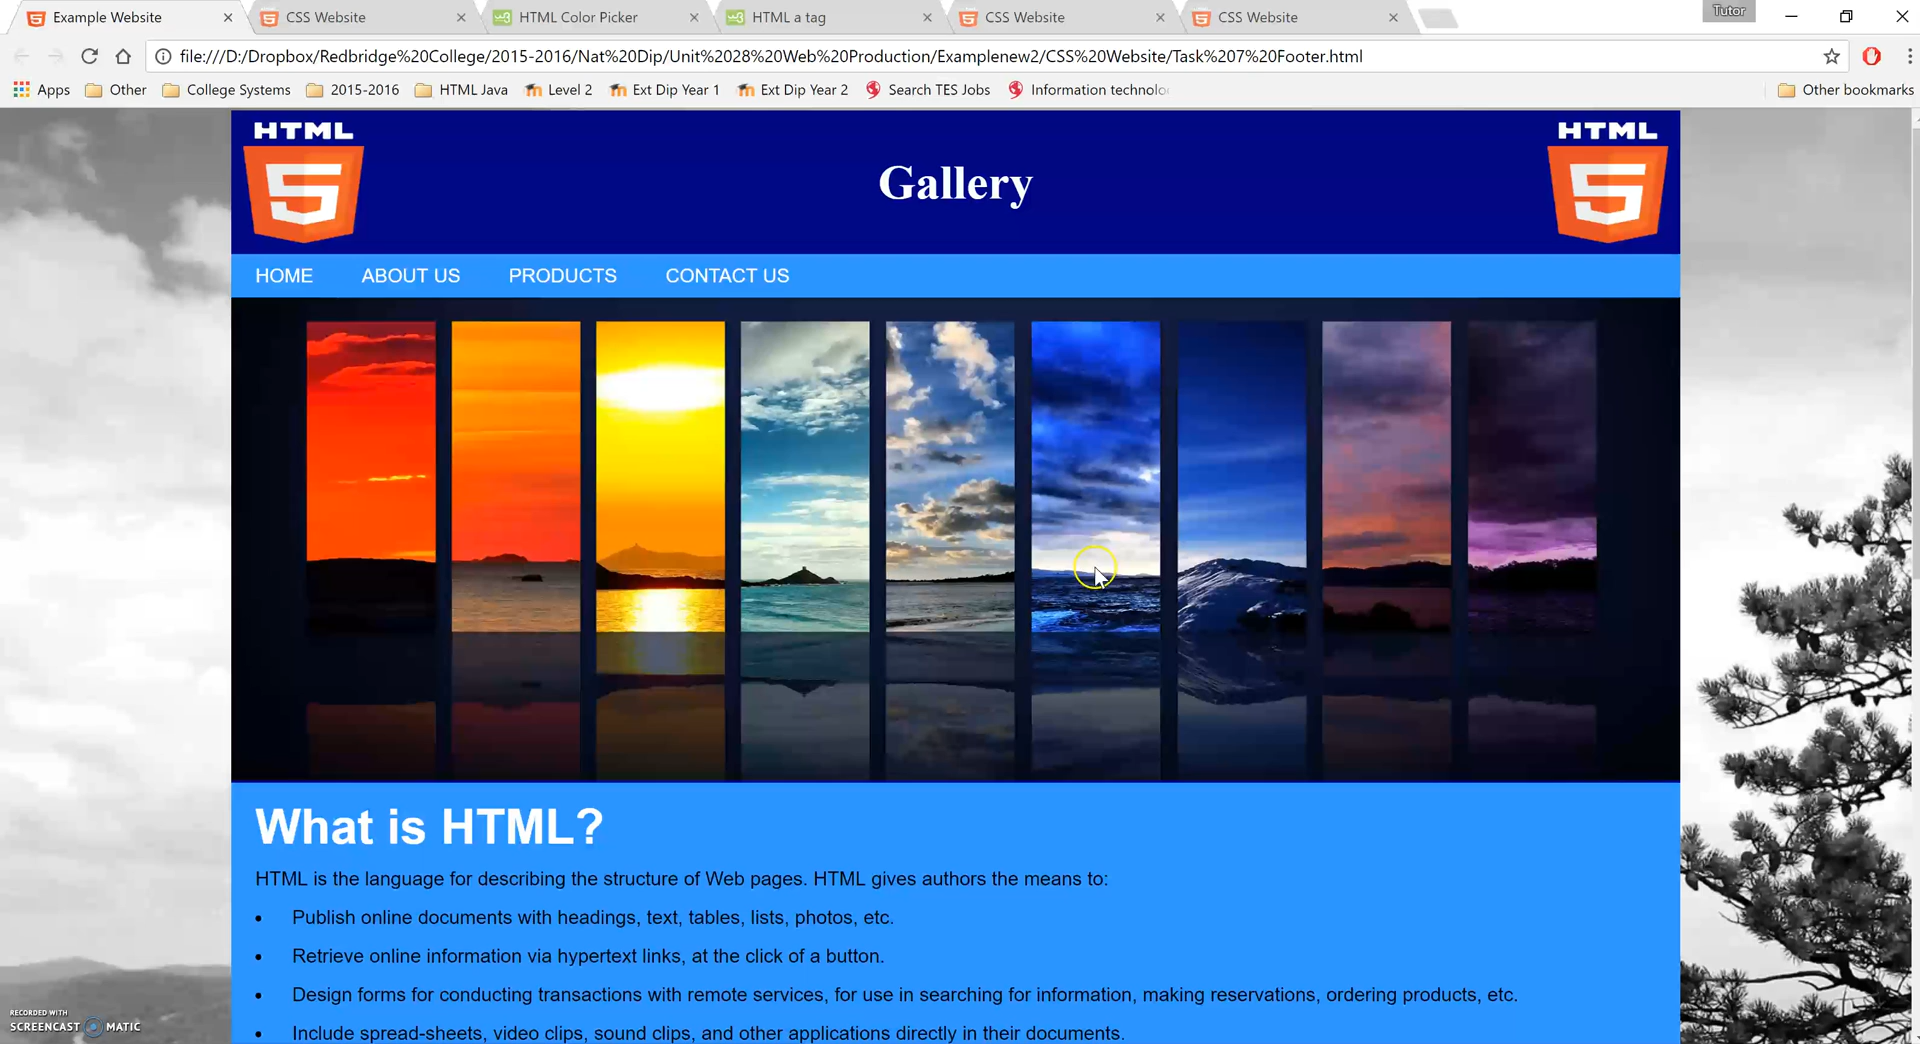 Example Website
CSS Website
HTML Color Picker
HTML a tag
CSS Website
CSS Website
Tutor
file:///D:/Dropbox/Redbridge%20College/2015-2016/Nat%20Dip/Unit%2028%20Web%20Production/Examplenew2/CSS%20Website/Task%207%20Footer.html
Apps
Other
College Systems
2015-2016
HTML Java
Level 2
Ext Dip Year 1
Ext Dip Year 2
Search TES Jobs
Information technolo
Other bookmarks
HTML
5
Gallery
HTML
5
HOME
ABOUT US
PRODUCTS
CONTACT US
What is HTML?
HTML is the language for describing the structure of Web pages. HTML gives authors the means to:
• Publish online documents with headings, text, tables, lists, photos, etc.
• Retrieve online information via hypertext links, at the click of a button.
• Design forms for conducting transactions with remote services, for use in searching for information, making reservations, ordering products, etc.
• Include spread-sheets, video clips, sound clips, and other applications directly in their documents.
RECORDED WITH
SCREENCAST MATIC